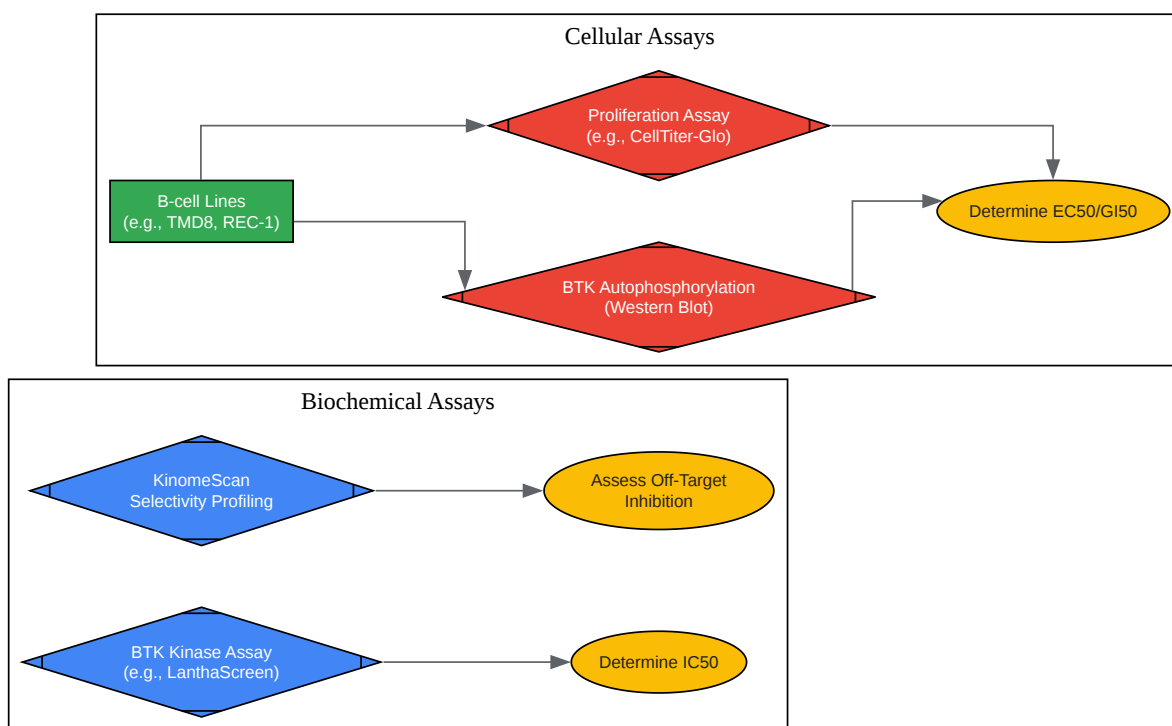 Cellular Assays
Proliferation Assay
(e.g., CellTiter-Glo)
B-cell Lines
(e.g., TMD8, REC-1)
Determine EC50/GI50
BTK Autophosphorylation
(Western Blot)
Biochemical Assays
KinomeScan
Selectivity Profiling
Assess Off-Target
Inhibition
BTK Kinase Assay
(e.g., LanthaScreen)
Determine IC50